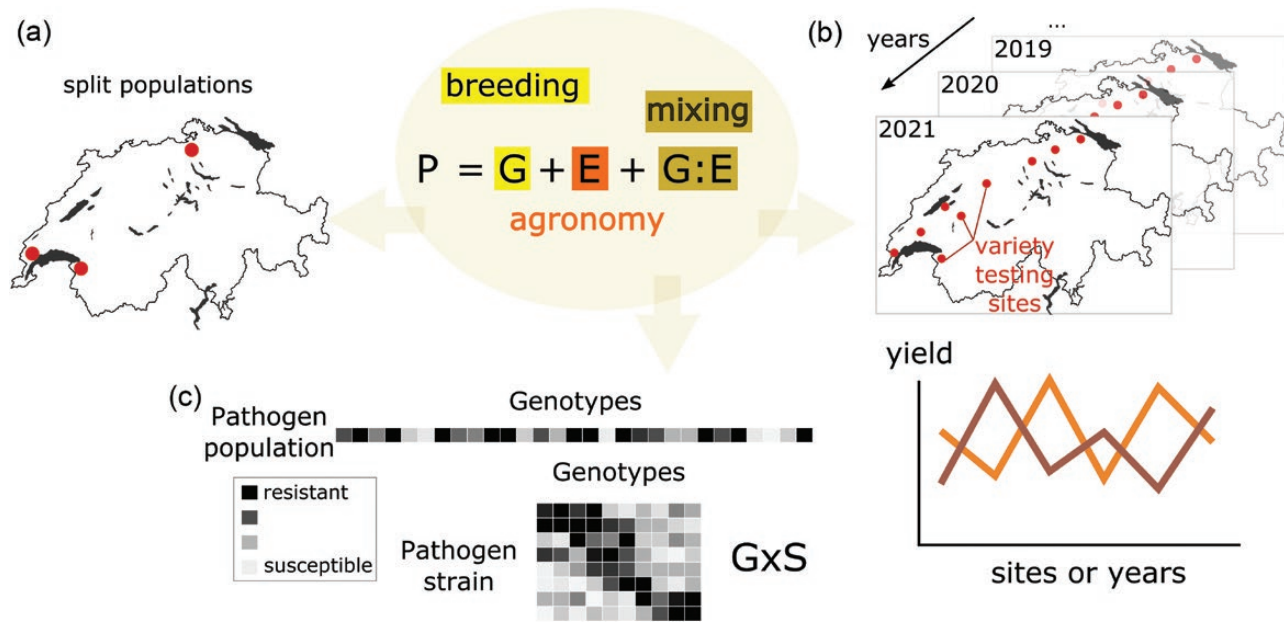 (a)
split populations
breeding
mixing
P = G + E + G:E
agronomy
(b)
years
...
2019
2020
2021
variety
testing
sites
yield
sites or years
(c)
Genotypes
Pathogen
population
Genotypes
resistant
susceptible
Pathogen
strain
GxS